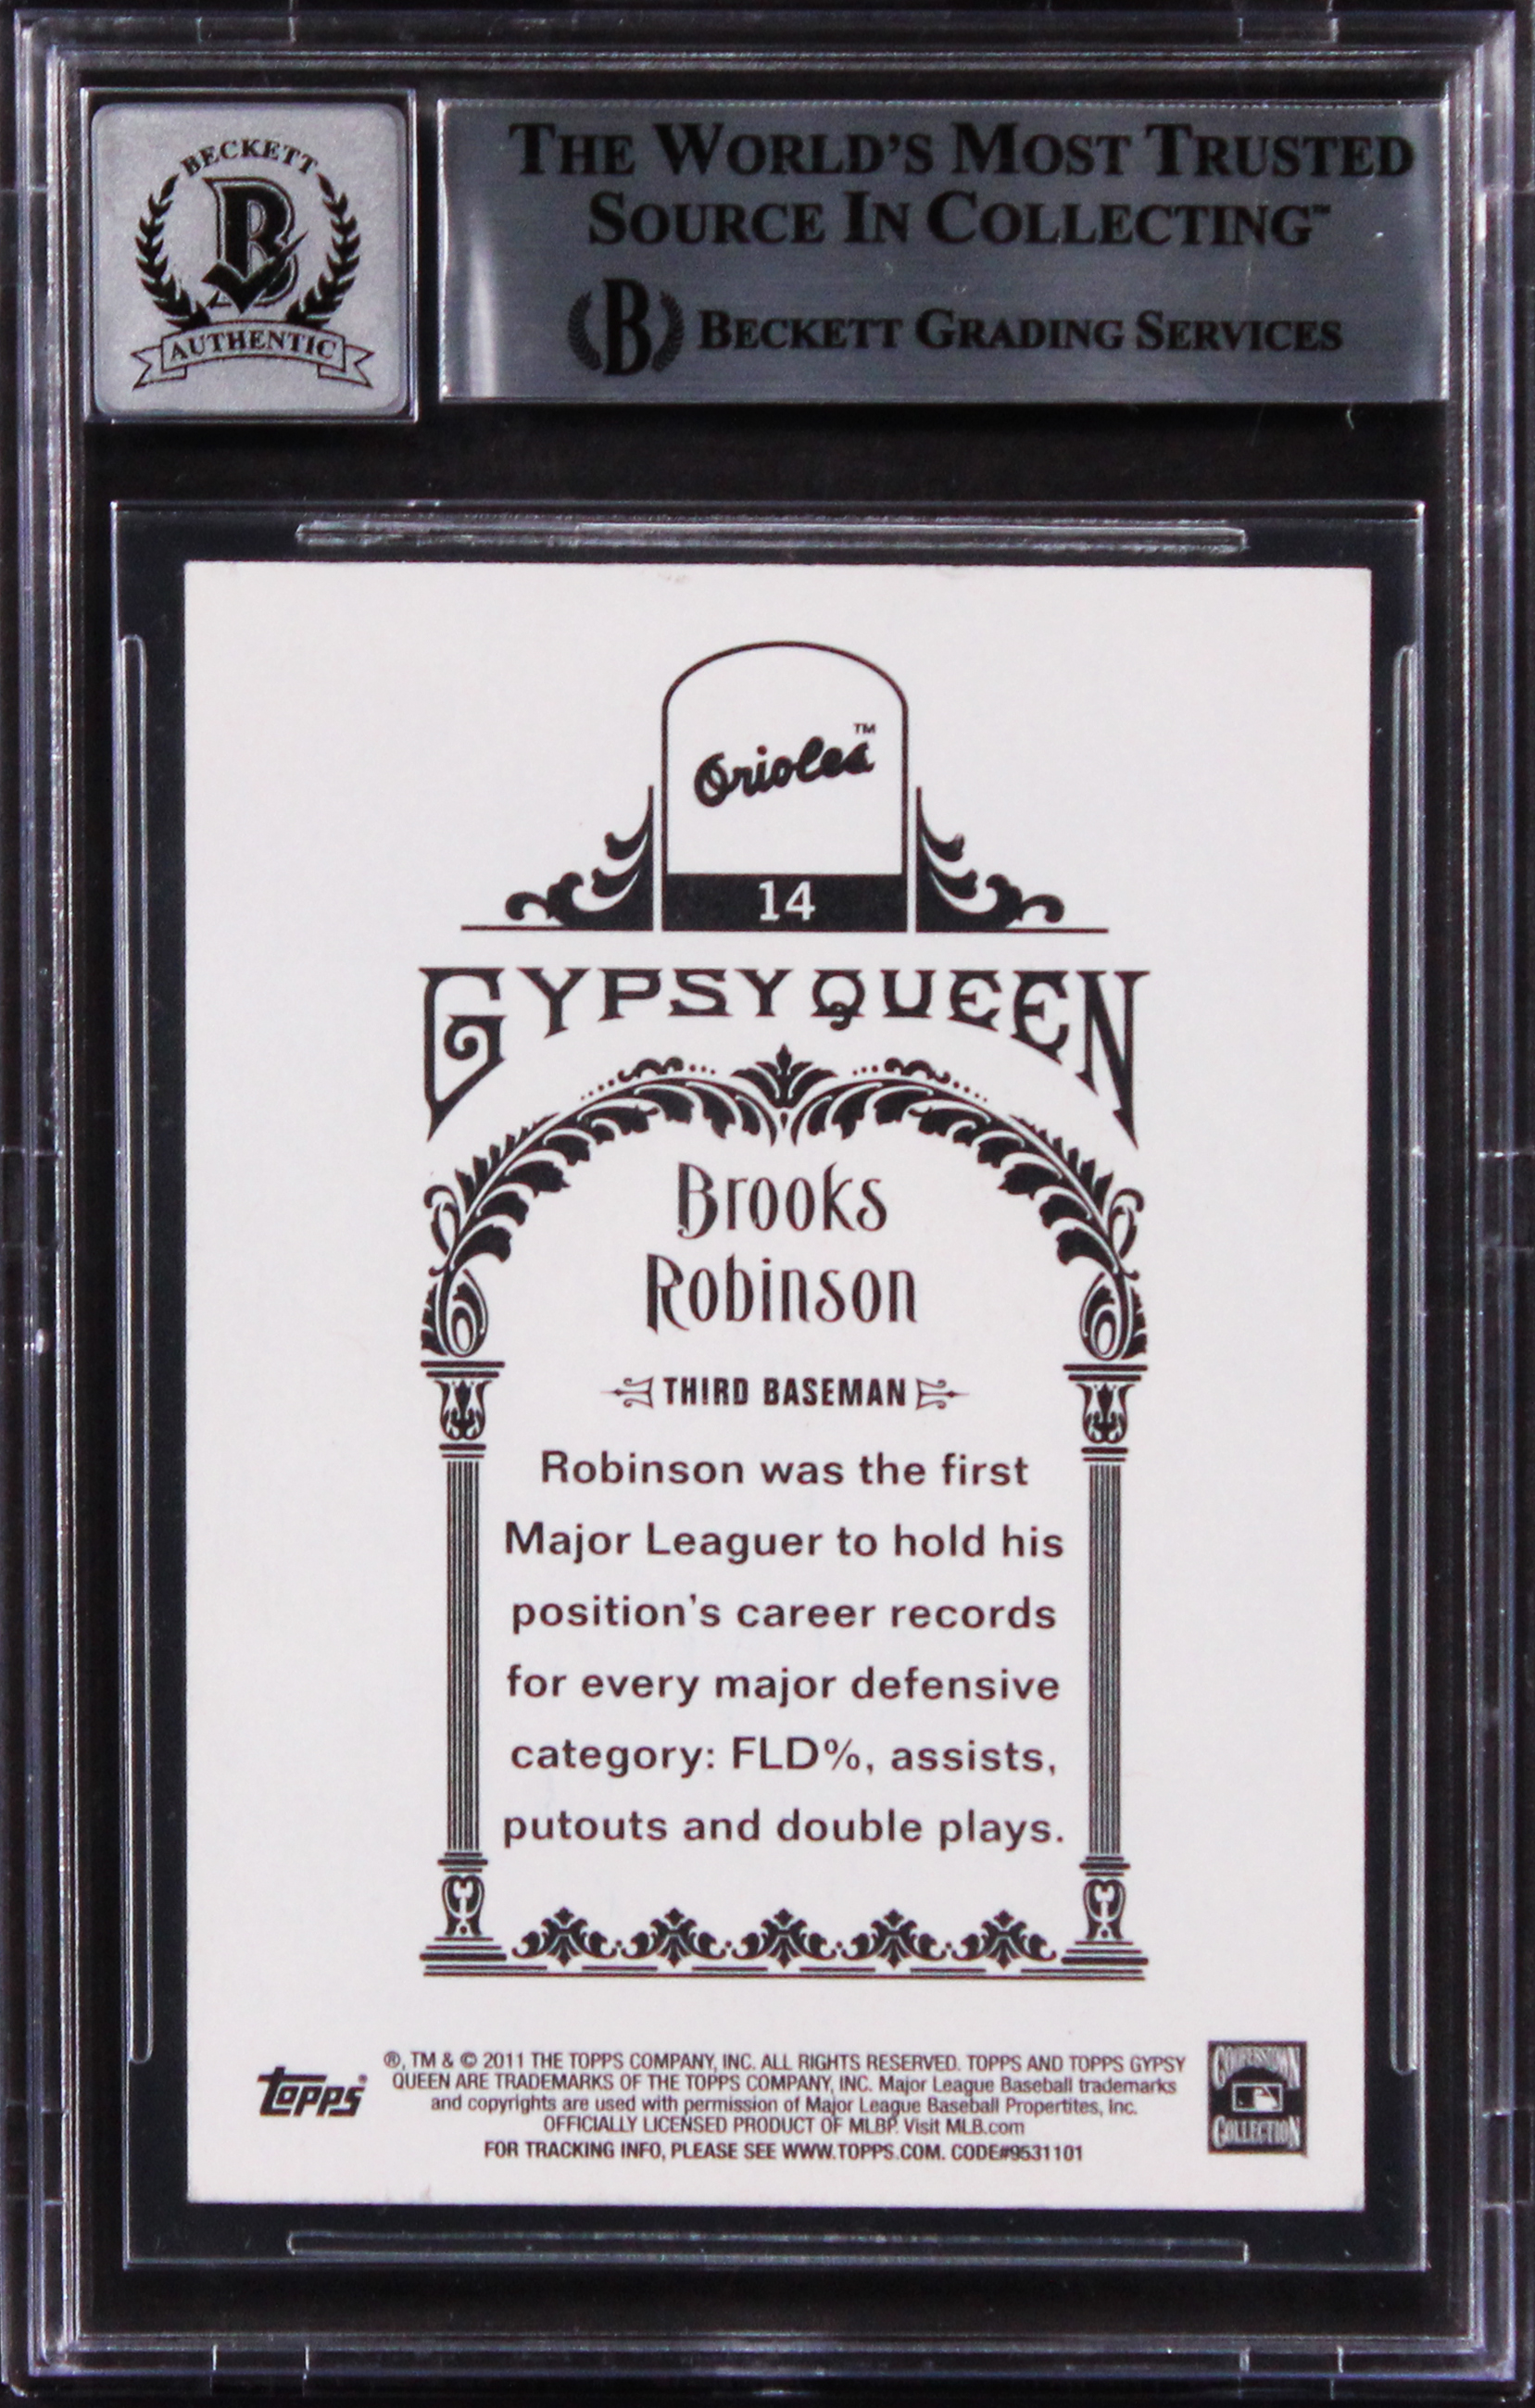 BECKETT
B
AUTHENTIC
THE WORLD'S MOST TRUSTED
SOURCE IN COLLECTING™
B BECKETT GRADING SERVICES
Orioles™
14
GYPSY QUEEN
Brooks
Robinson
THIRD BASEMAN
Robinson was the first
Major Leaguer to hold his
position's career records
for every major defensive
category: FLD%, assists,
putouts and double plays.
topps®
®, TM & © 2011 THE TOPPS COMPANY, INC. ALL RIGHTS RESERVED. TOPPS AND TOPPS GYPSY
QUEEN ARE TRADEMARKS OF THE TOPPS COMPANY, INC. Major League Baseball trademarks
and copyrights are used with permission of Major League Baseball Propertites, Inc.
OFFICIALLY LICENSED PRODUCT OF MLBP. Visit MLB.com
FOR TRACKING INFO, PLEASE SEE WWW.TOPPS.COM. CODE#9531101
COOPERSTOWN
COLLECTION